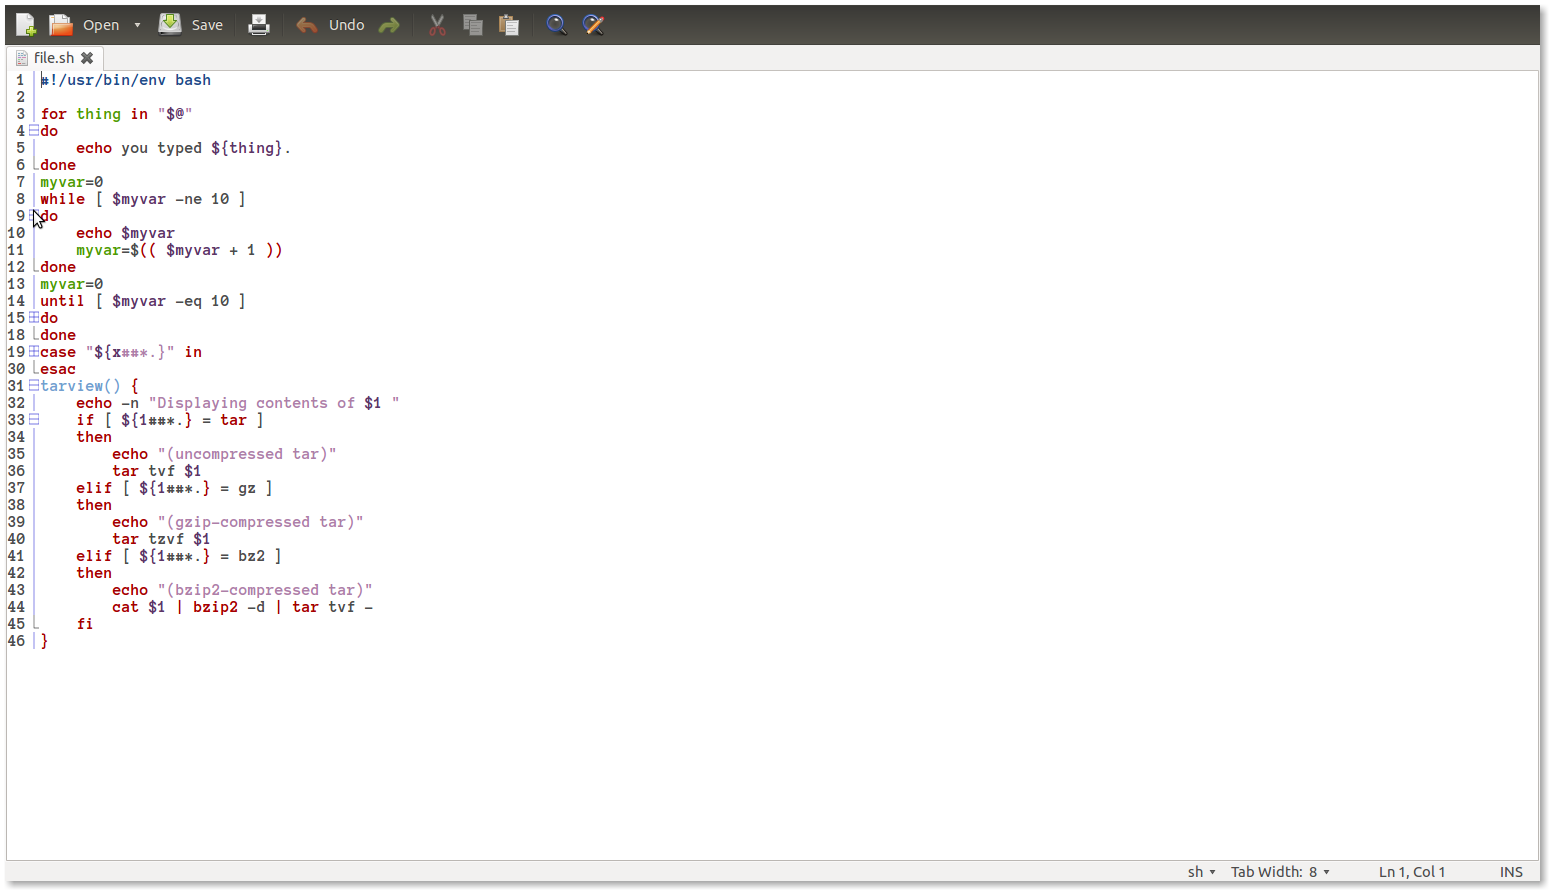 Open Save Undo
file.sh
1 #!/usr/bin/env bash
2
3 for thing in "$@"
4 do
5     echo you typed ${thing}.
6 done
7 myvar=0
8 while [ $myvar -ne 10 ]
9 do
10     echo $myvar
11     myvar=$(( $myvar + 1 ))
12 done
13 myvar=0
14 until [ $myvar -eq 10 ]
15 do
18 done
19 case "${x##*.}" in
30 esac
31 tarview() {
32     echo -n "Displaying contents of $1 "
33     if [ ${1##*.} = tar ]
34     then
35         echo "(uncompressed tar)"
36         tar tvf $1
37     elif [ ${1##*.} = gz ]
38     then
39         echo "(gzip-compressed tar)"
40         tar tzvf $1
41     elif [ ${1##*.} = bz2 ]
42     then
43         echo "(bzip2-compressed tar)"
44         cat $1 | bzip2 -d | tar tvf -
45     fi
46 }
sh Tab Width: 8 Ln 1, Col 1 INS